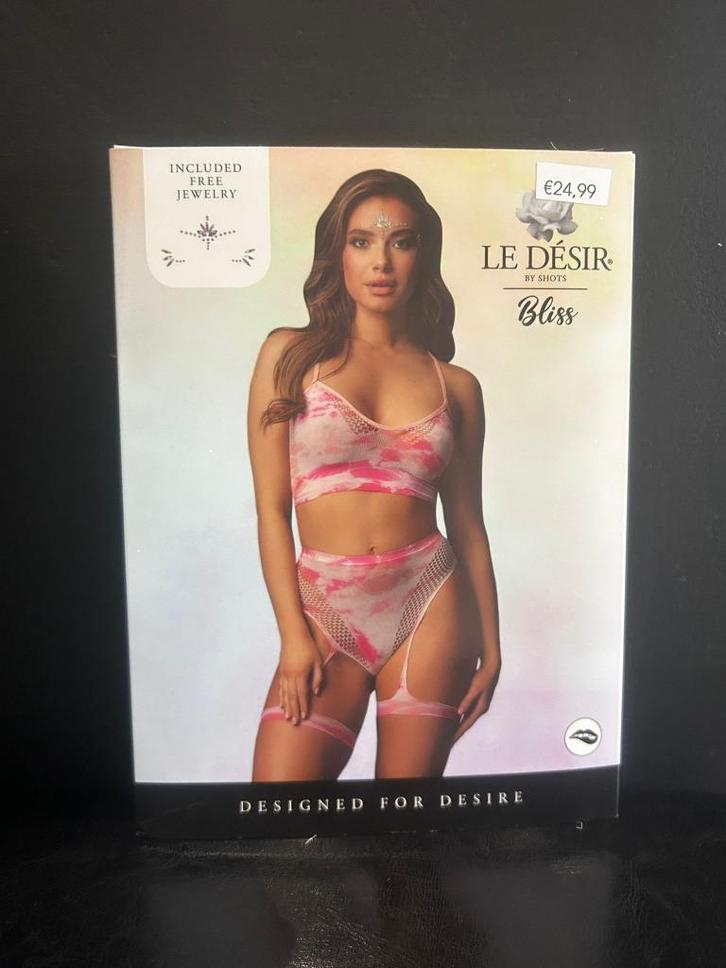 INCLUDED
FREE
JEWELRY
€24,99
LE DÉSIR®
BY SHOTS
Bliss
DESIGNED FOR DESIRE